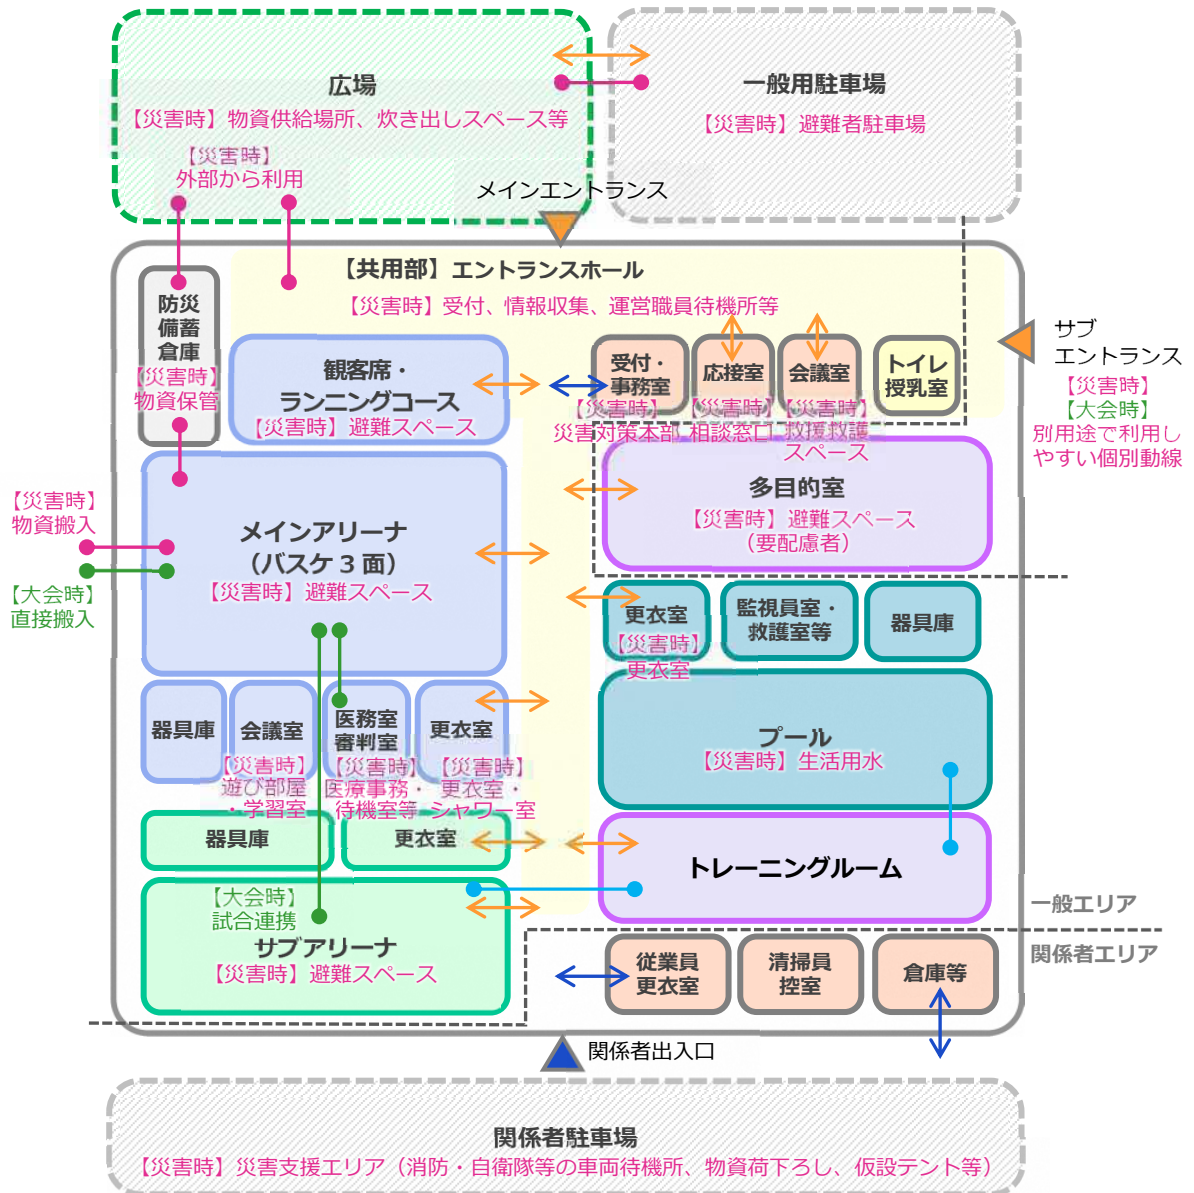 広場
【災害時】物資供給場所、炊き出しスペース等
【災害時】
外部から利用
一般用駐車場
【災害時】避難者駐車場
メインエントランス
【共用部】エントランスホール
【災害時】受付、情報収集、運営職員待機所等
防災
備蓄
倉庫
【災害時】
物資保管
観客席・
ランニングコース
【災害時】避難スペース
受付・
事務室
【災害時】
災害対策本部
応接室
【災害時】
相談窓口
会議室
【災害時】
救援救護
スペース
トイレ
授乳室
サブ
エントランス
【災害時】
【大会時】
別用途で利用し
やすい個別動線
多目的室
【災害時】避難スペース
（要配慮者）
メインアリーナ
（バスケ３面）
【災害時】避難スペース
【災害時】
物資搬入
【大会時】
直接搬入
更衣室
【災害時】
更衣室
監視員室・
救護室等
器具庫
器具庫
会議室
【災害時】
遊び部屋
・学習室
医務室
審判室
【災害時】
医療事務・
待機室等
更衣室
【災害時】
更衣室・
シャワー室
プール
【災害時】生活用水
器具庫
更衣室
トレーニングルーム
【大会時】
試合連携
サブアリーナ
【災害時】避難スペース
一般エリア
関係者エリア
従業員
更衣室
清掃員
控室
倉庫等
関係者出入口
関係者駐車場
【災害時】災害支援エリア（消防・自衛隊等の車両待機所、物資荷下ろし、仮設テント等）